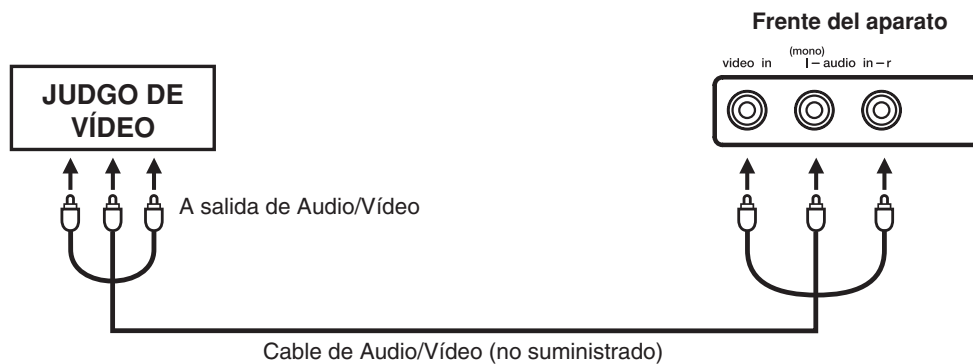 Frente del aparato
(mono)
video in l – audio in – r
JUDGO DE
VÍDEO
A salida de Audio/Vídeo
Cable de Audio/Vídeo (no suministrado)